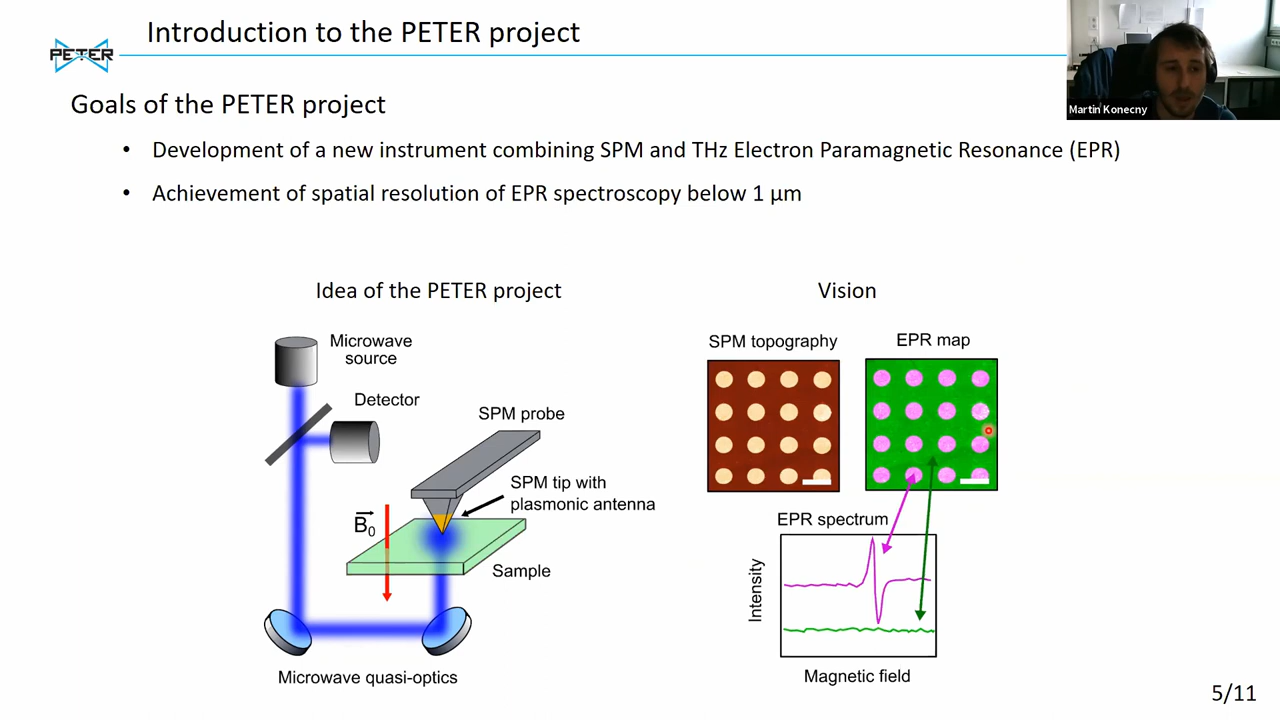 Introduction to the PETER project
PETER
Martin Konecny
Goals of the PETER project
• Development of a new instrument combining SPM and THz Electron Paramagnetic Resonance (EPR)
• Achievement of spatial resolution of EPR spectroscopy below 1 µm
Idea of the PETER project
Microwave
source
Detector
SPM probe
SPM tip with
plasmonic antenna
B₀
Sample
Microwave quasi-optics
Vision
SPM topography
EPR map
EPR spectrum
Intensity
Magnetic field
5/11